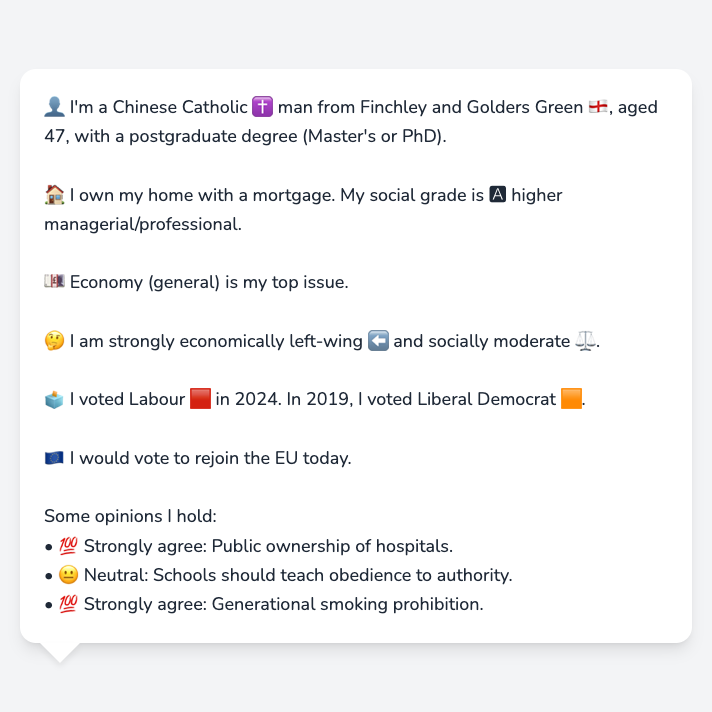 👤 I'm a Chinese Catholic ✝️ man from Finchley and Golders Green 🏴󠁧󠁢󠁥󠁮󠁧󠁿, aged
47, with a postgraduate degree (Master's or PhD).
🏠 I own my home with a mortgage. My social grade is 🅰 higher
managerial/professional.
💷 Economy (general) is my top issue.
🤔 I am strongly economically left-wing ⬅️ and socially moderate ⚖️.
🗳️ I voted Labour 🟥 in 2024. In 2019, I voted Liberal Democrat 🟧.
🇪🇺 I would vote to rejoin the EU today.
Some opinions I hold:
• 💯 Strongly agree: Public ownership of hospitals.
• 😐 Neutral: Schools should teach obedience to authority.
• 💯 Strongly agree: Generational smoking prohibition.